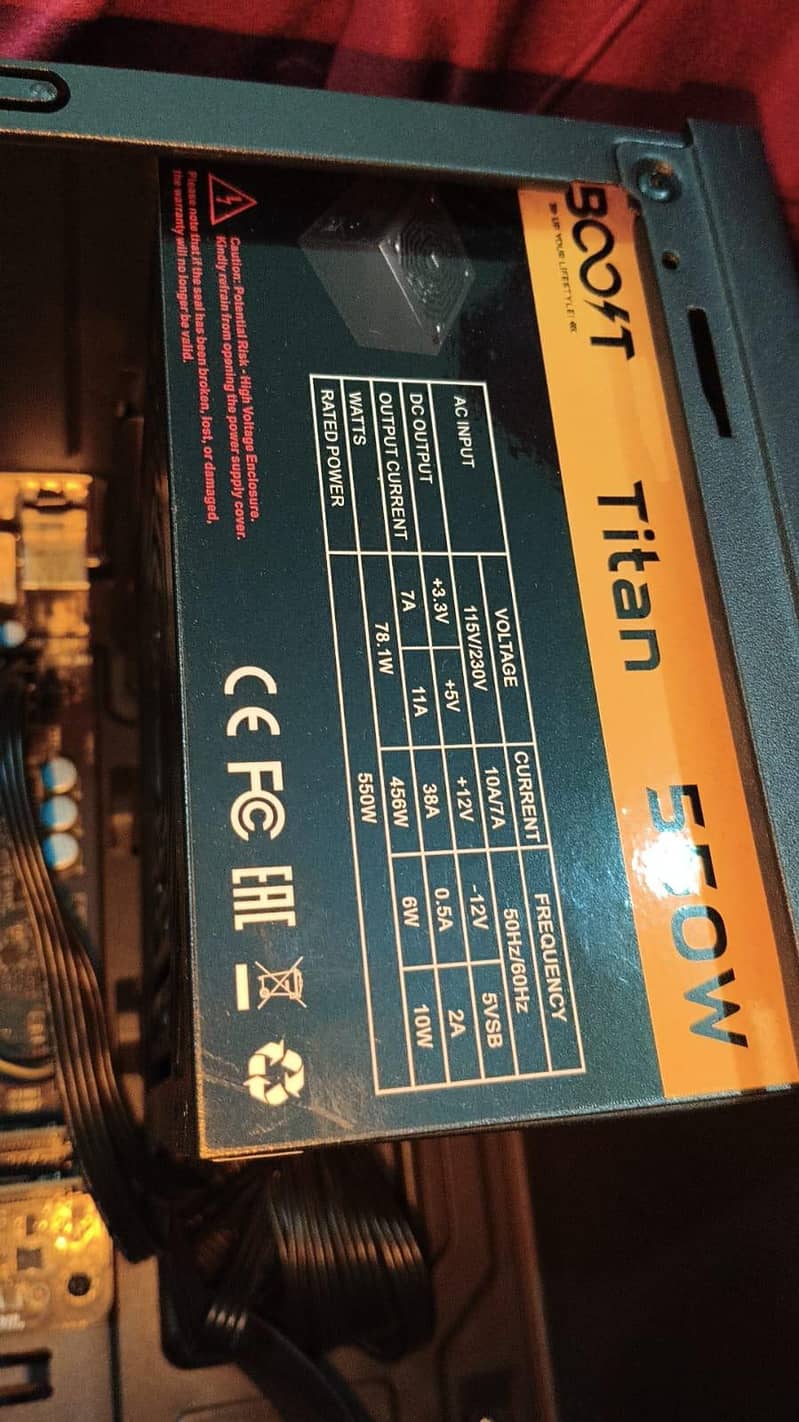 BOOST Titan 550W
UP YOUR LIFESTYLE!
VOLTAGE CURRENT FREQUENCY
AC INPUT 115V/230V 10A/7A 50Hz/60Hz
DC OUTPUT +3.3V +5V +12V -12V 5VSB
OUTPUT CURRENT 7A 11A 38A 0.5A 2A
WATTS 78.1W 456W 6W 10W
RATED POWER 550W
Caution: Potential Risk - High Voltage Enclosure.
Kindly refrain from opening the power supply cover.
Please note that if the seal has been broken, lost, or damaged,
the warranty will no longer be valid.
CE FC EAC